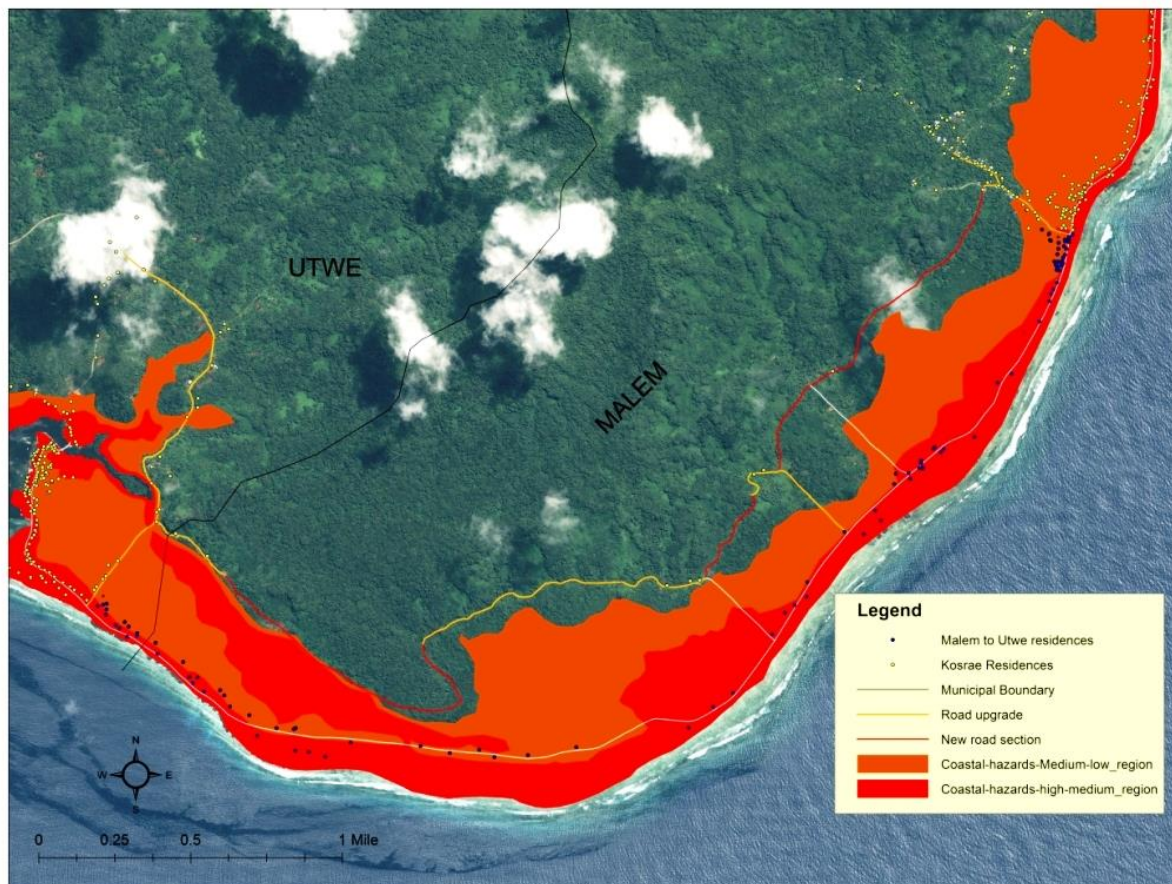 UTWE
MALEM
Legend
Malem to Utwe residences
Kosrae Residences
Municipal Boundary
Road upgrade
New road section
Coastal-hazards-Medium-low_region
Coastal-hazards-high-medium_region
N
W E
S
0 0.25 0.5 1 Mile